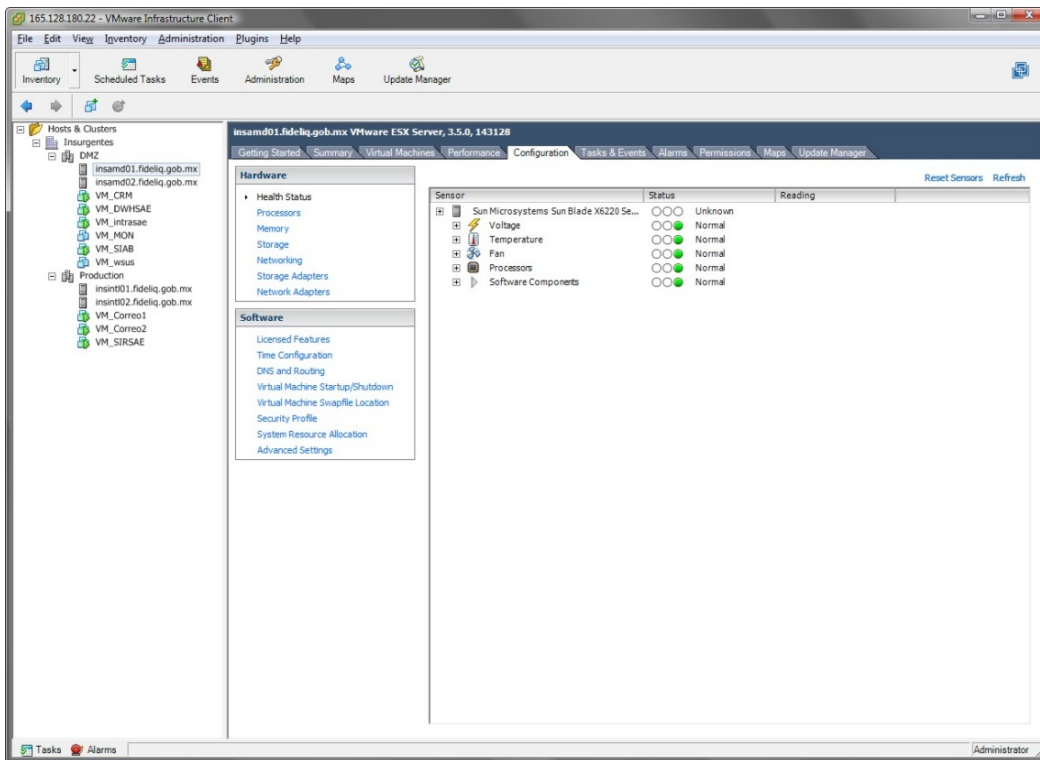 165.128.180.22 - VMware Infrastructure Client
File Edit View Inventory Administration Plugins Help
Inventory Scheduled Tasks Events Administration Maps Update Manager
Hosts & Clusters
Insurgentes
DMZ
insamd01.fideliq.gob.mx
insamd02.fideliq.gob.mx
VM_CRM
VM_DWHSAE
VM_intrasae
VM_MON
VM_SIAB
VM_wsus
Production
insintl01.fideliq.gob.mx
insintl02.fideliq.gob.mx
VM_Correo1
VM_Correo2
VM_SIRSAE
insamd01.fideliq.gob.mx VMware ESX Server, 3.5.0, 143128
Getting Started Summary Virtual Machines Performance Configuration Tasks & Events Alarms Permissions Maps Update Manager
Hardware
Health Status
Processors
Memory
Storage
Networking
Storage Adapters
Network Adapters
Software
Licensed Features
Time Configuration
DNS and Routing
Virtual Machine Startup/Shutdown
Virtual Machine Swapfile Location
Security Profile
System Resource Allocation
Advanced Settings
Reset Sensors Refresh
Sensor Status Reading
Sun Microsystems Sun Blade X6220 Se... Unknown
Voltage Normal
Temperature Normal
Fan Normal
Processors Normal
Software Components Normal
Tasks Alarms Administrator